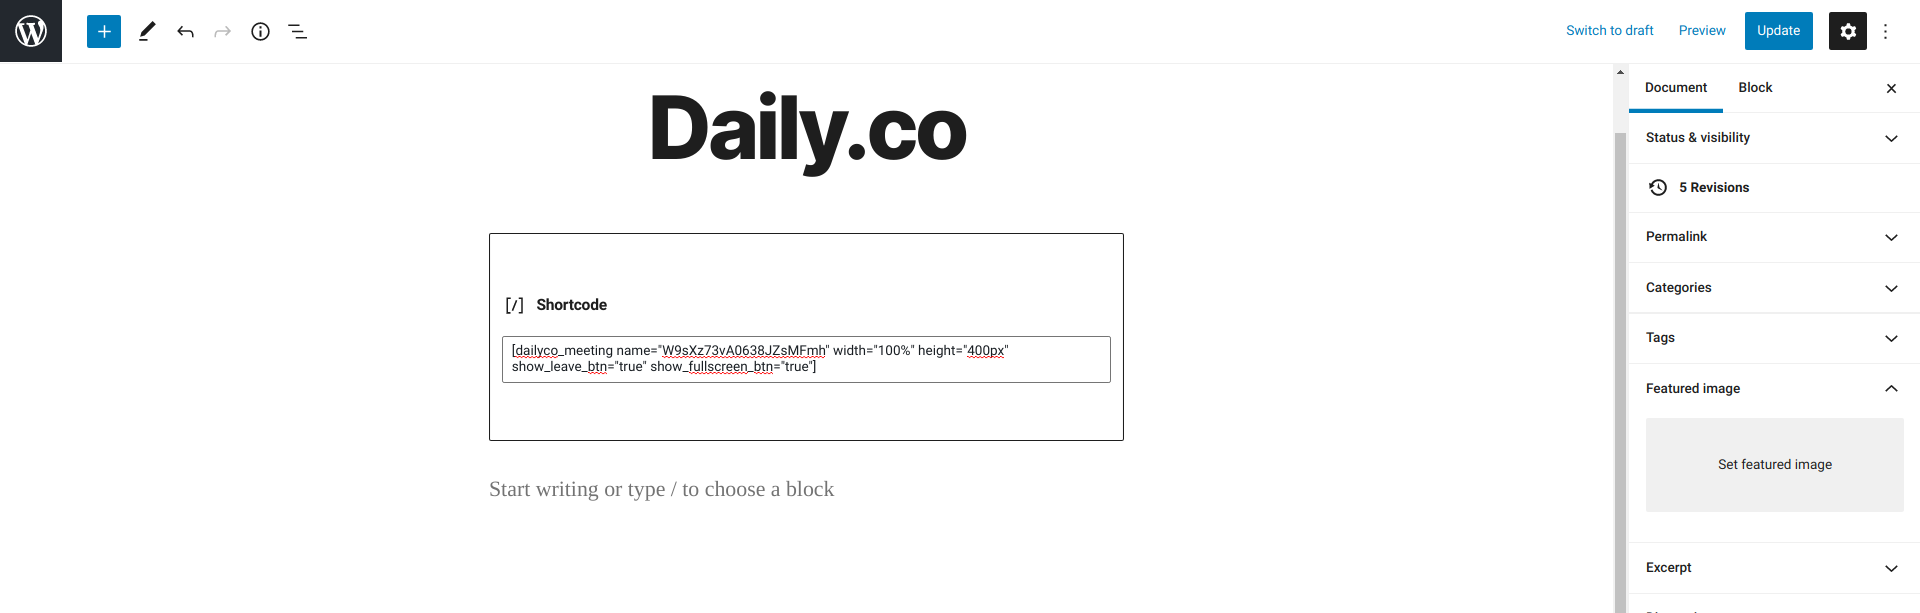 Switch to draft
Preview
Update
Daily.co
[/] Shortcode
[dailyco_meeting name="W9sXz73vA0638JZsMFmh" width="100%" height="400px"
show_leave_btn="true" show_fullscreen_btn="true"]
Start writing or type / to choose a block
Document
Block
Status & visibility
5 Revisions
Permalink
Categories
Tags
Featured image
Set featured image
Excerpt